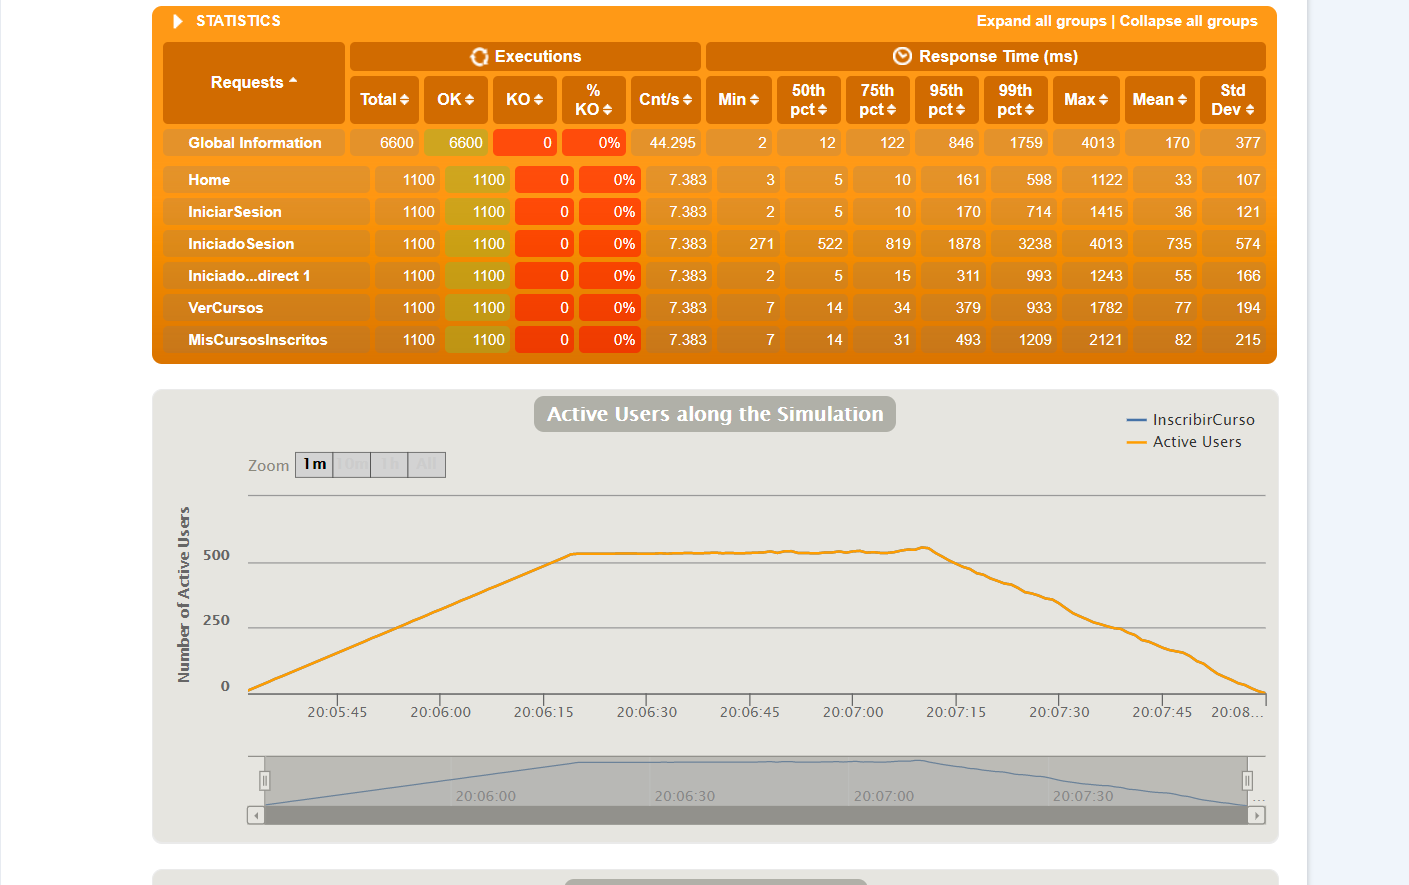 STATISTICS Expand all groups | Collapse all groups
Requests Executions Response Time (ms)
Total OK KO % KO Cnt/s Min 50th pct 75th pct 95th pct 99th pct Max Mean Std Dev
Global Information 6600 6600 0 0% 44.295 2 12 122 846 1759 4013 170 377
Home 1100 1100 0 0% 7.383 3 5 10 161 598 1122 33 107
IniciarSesion 1100 1100 0 0% 7.383 2 5 10 170 714 1415 36 121
IniciadoSesion 1100 1100 0 0% 7.383 271 522 819 1878 3238 4013 735 574
Iniciado...direct 1 1100 1100 0 0% 7.383 2 5 15 311 993 1243 55 166
VerCursos 1100 1100 0 0% 7.383 7 14 34 379 933 1782 77 194
MisCursosInscritos 1100 1100 0 0% 7.383 7 14 31 493 1209 2121 82 215
Active Users along the Simulation
InscribirCurso
Active Users
Zoom 1m 10m 1h All
Number of Active Users
500
250
0
20:05:45 20:06:00 20:06:15 20:06:30 20:06:45 20:07:00 20:07:15 20:07:30 20:07:45 20:08...
20:06:00 20:06:30 20:07:00 20:07:30 ...